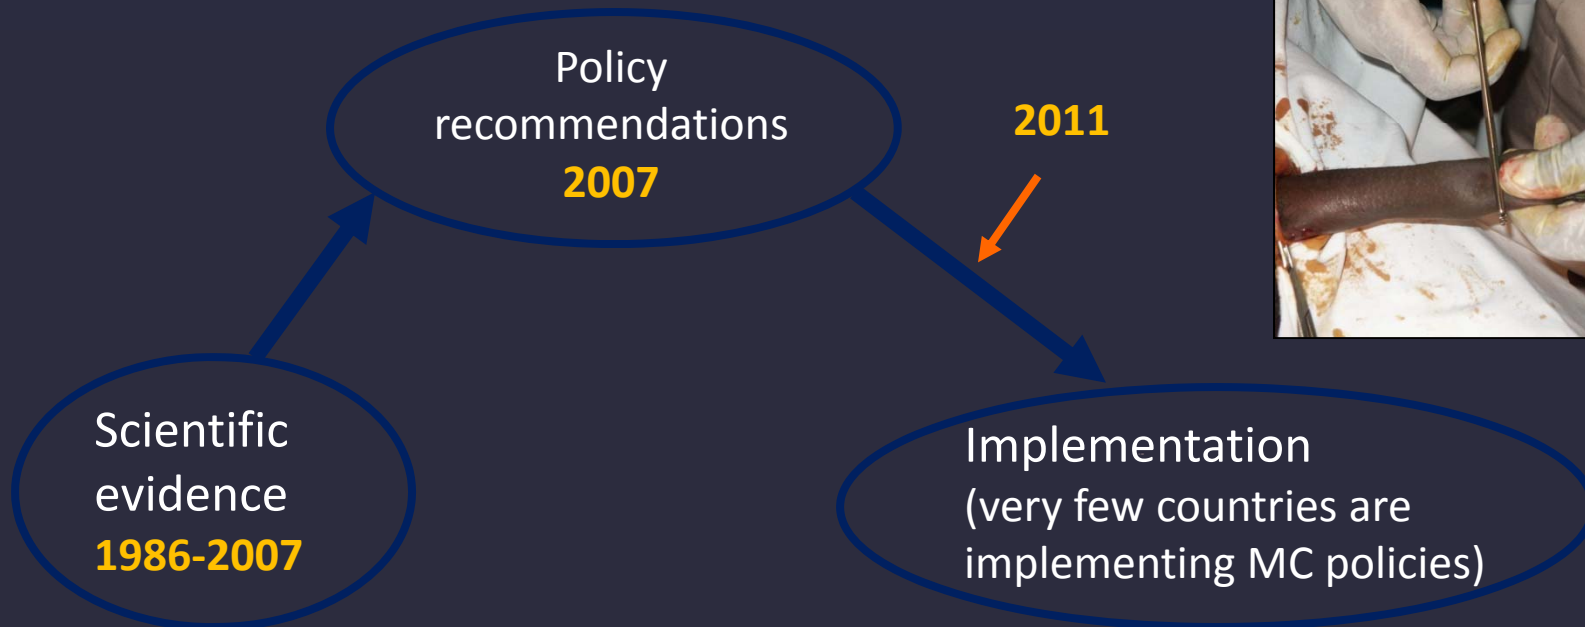 Policy
recommendations
2007
2011
Scientific
evidence
1986-2007
Implementation
(very few countries are
implementing MC policies)